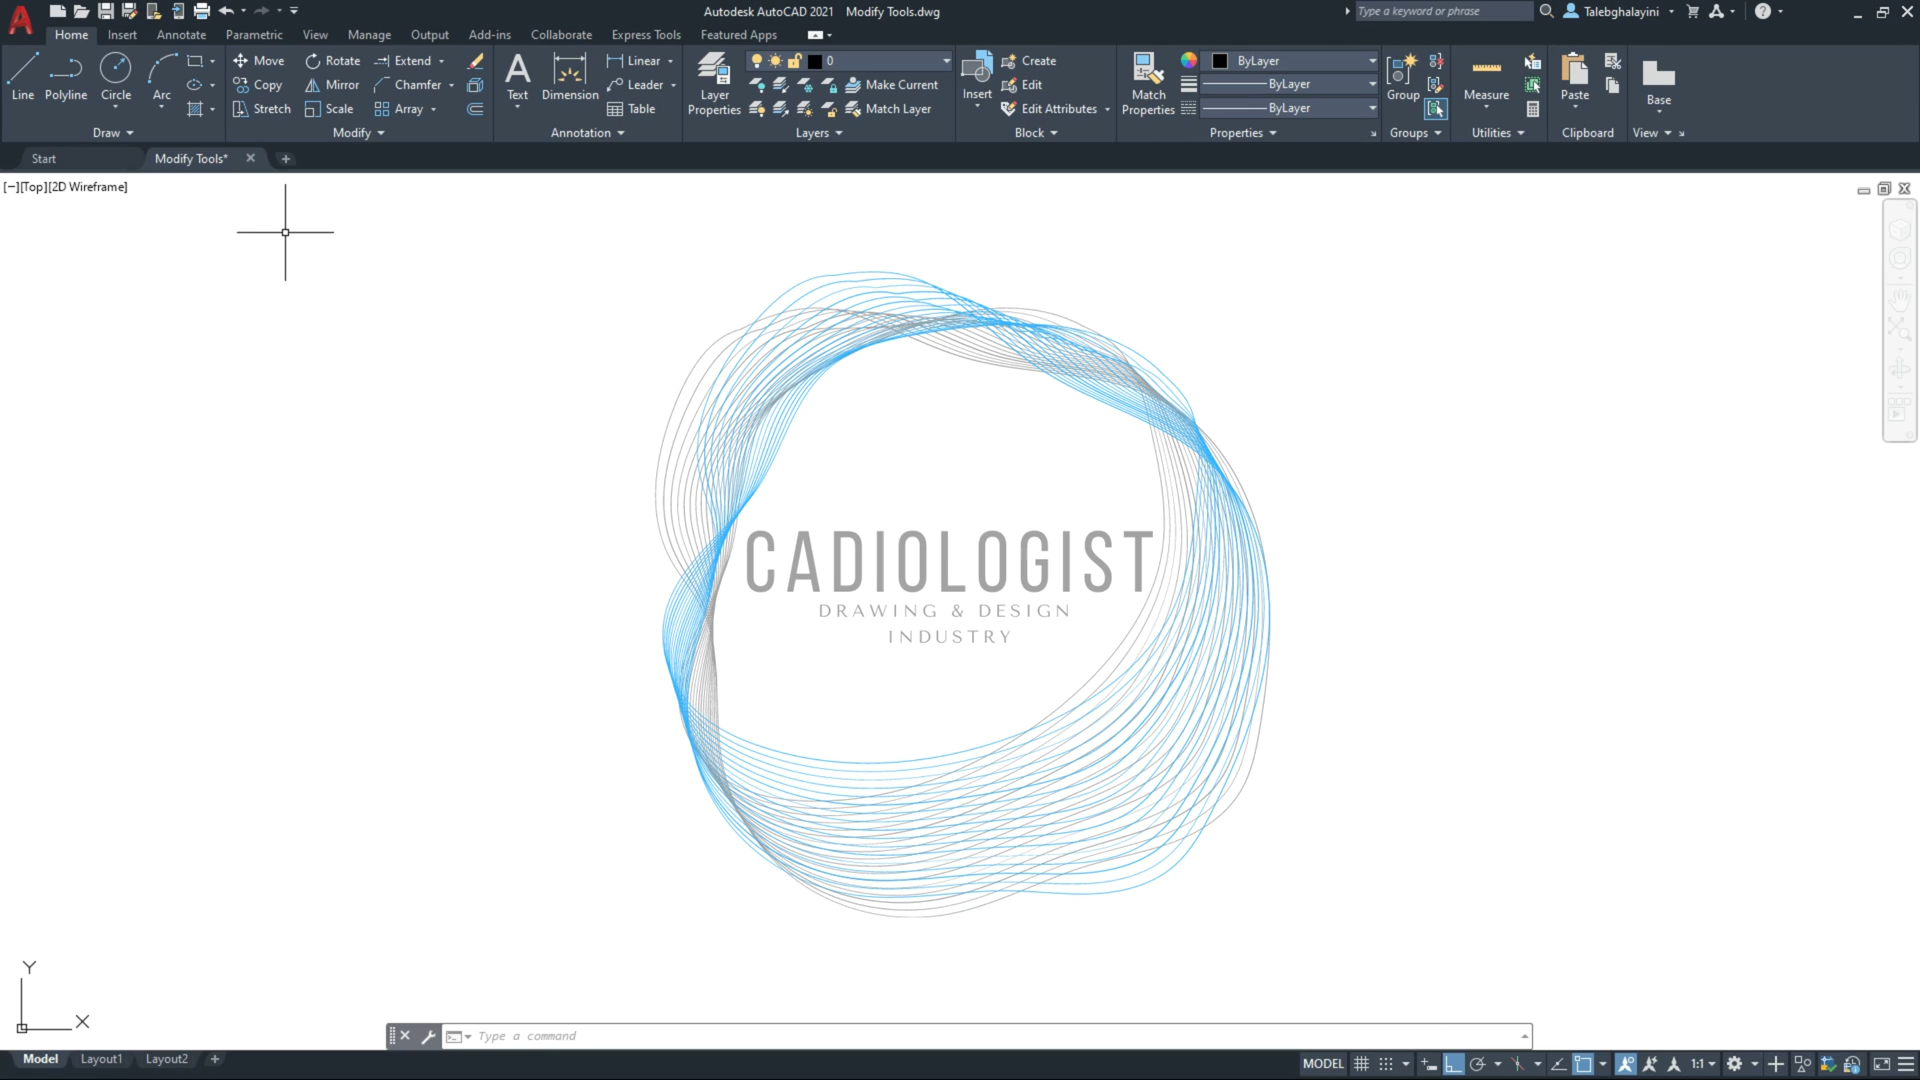 Autodesk AutoCAD 2021 Modify Tools.dwg
Type a keyword or phrase
Talebghalayini
Home Insert Annotate Parametric View Manage Output Add-ins Collaborate Express Tools Featured Apps
Line Polyline Circle Arc
Draw
Move Rotate Extend
Copy Mirror Chamfer
Stretch Scale Array
Modify
Text Dimension
Linear
Leader
Table
Annotation
Layer Properties
0
Make Current
Match Layer
Layers
Insert
Create
Edit
Edit Attributes
Block
Match Properties
ByLayer
ByLayer
ByLayer
Properties
Group
Groups
Measure
Utilities
Paste
Clipboard
Base
View
Start Modify Tools*
[−][Top][2D Wireframe]
CADIOLOGIST
DRAWING & DESIGN
INDUSTRY
Y
X
Type a command
Model Layout1 Layout2
MODEL 1:1